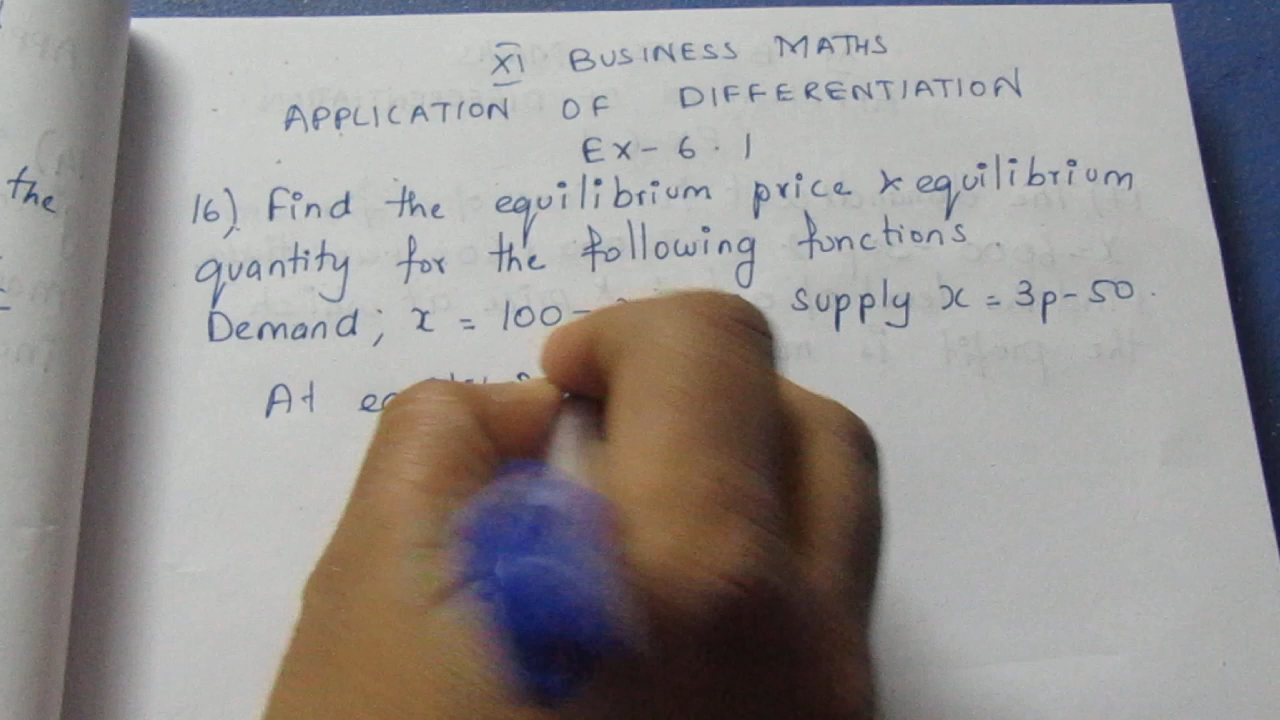 the
XI BUSINESS MATHS
APPLICATION OF DIFFERENTIATION
EX-6.1
16) Find the equilibrium price & equilibrium
quantity for the following functions
Demand; x = 100- supply x = 3p-50.
At